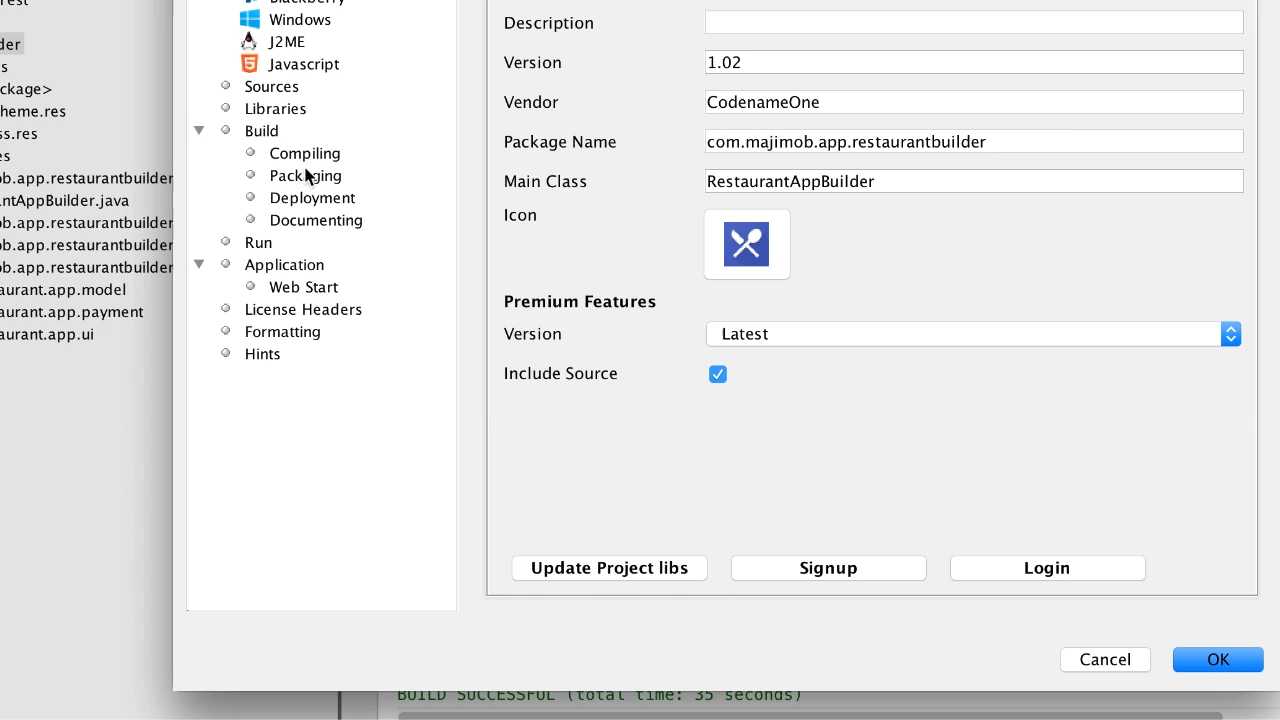 est
der
s
ckage>
heme.res
ss.res
es
ob.app.restaurantbuilder
antAppBuilder.java
ob.app.restaurantbuilder
ob.app.restaurantbuilder
ob.app.restaurantbuilder
aurant.app.model
aurant.app.payment
aurant.app.ui
Blackberry
Windows
J2ME
Javascript
Sources
Libraries
Build
Compiling
Packaging
Deployment
Documenting
Run
Application
Web Start
License Headers
Formatting
Hints
Description
Version 1.02
Vendor CodenameOne
Package Name com.majimob.app.restaurantbuilder
Main Class RestaurantAppBuilder
Icon
Premium Features
Version Latest
Include Source
Update Project libs Signup Login
Cancel OK
BUILD SUCCESSFUL (total time: 35 seconds)